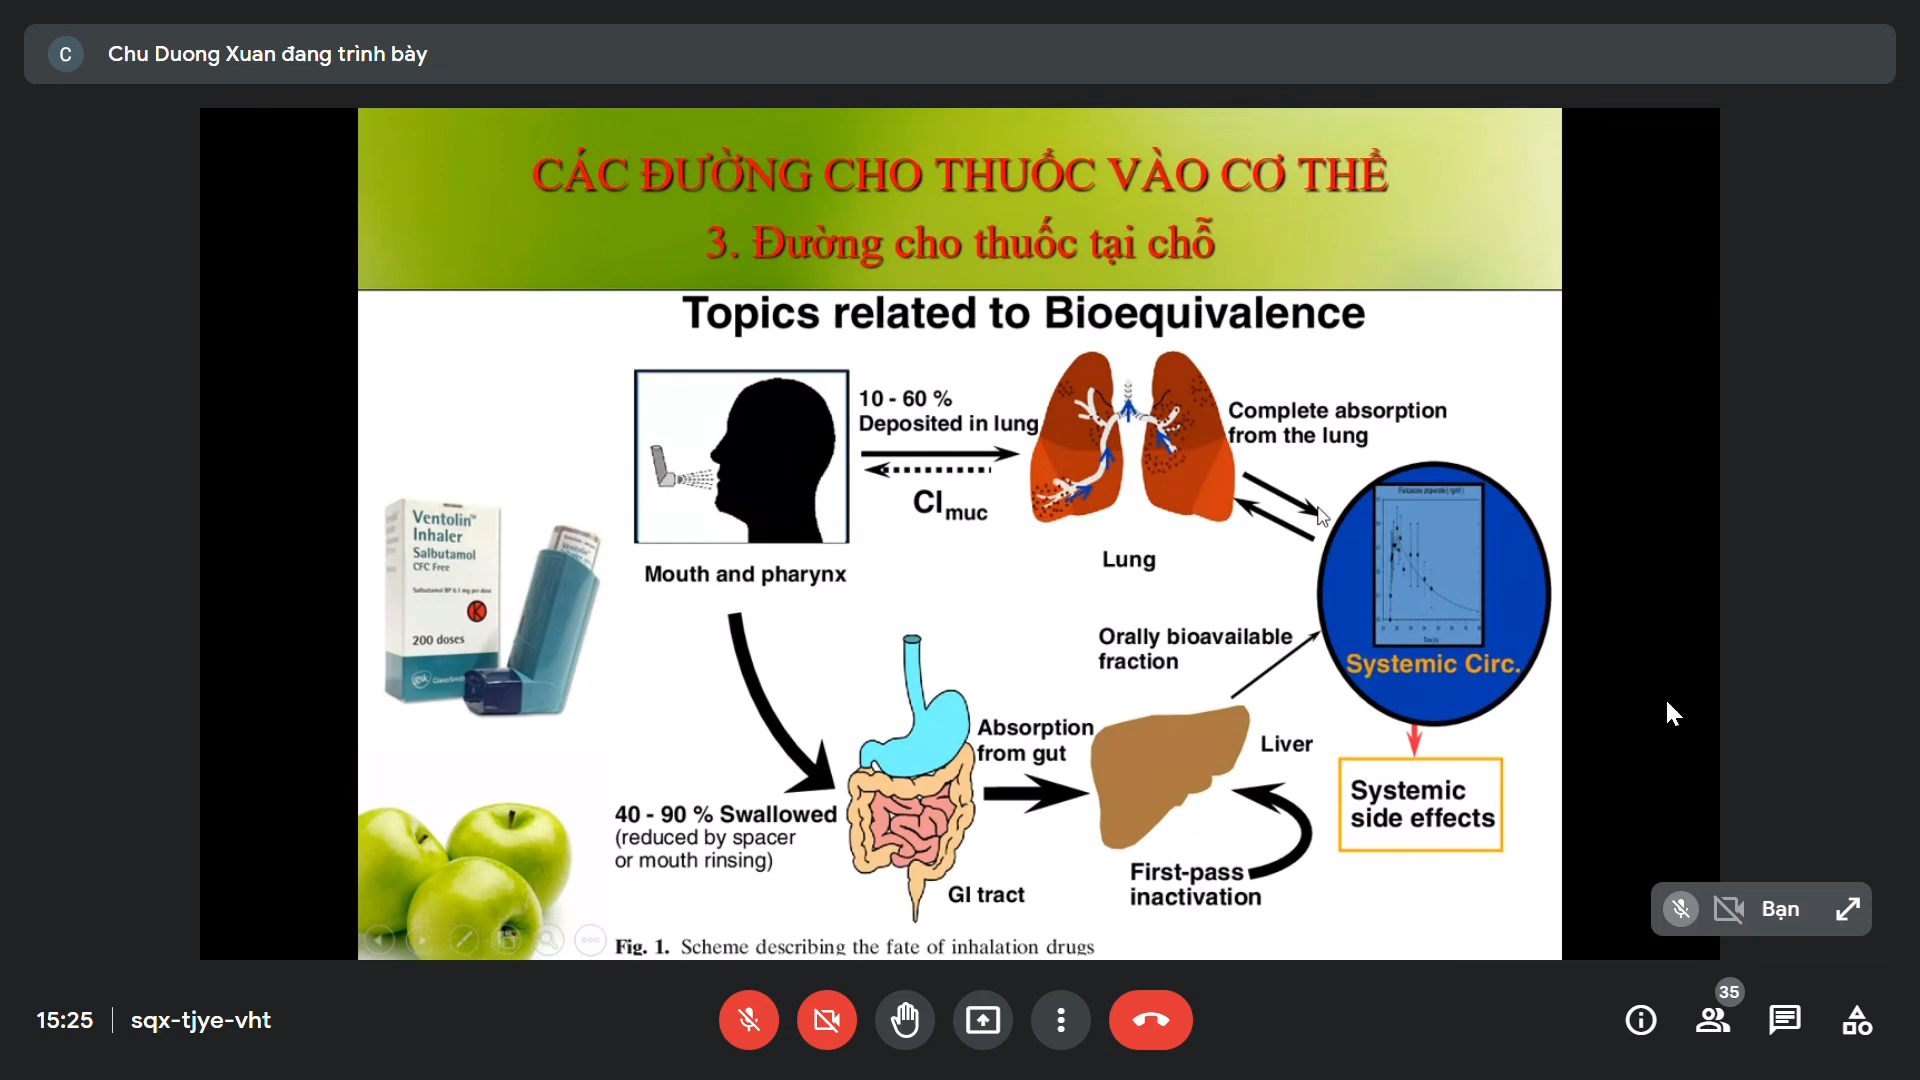 C
Chu Duong Xuan đang trình bày
CÁC ĐƯỜNG CHO THUỐC VÀO CƠ THỂ
3. Đường cho thuốc tại chỗ
Topics related to Bioequivalence
10 - 60 %
Deposited in lung
Cl muc
Complete absorption
from the lung
Mouth and pharynx
Lung
Ventolin™
Inhaler
Salbutamol
CFC Free
Salbutamol BP 0.1 mg per dose
K
200 doses
gsk
Systemic Circ.
Orally bioavailable
fraction
Absorption
from gut
Liver
Systemic
side effects
40 - 90 % Swallowed
(reduced by spacer
or mouth rinsing)
GI tract
First-pass
inactivation
Fig. 1. Scheme describing the fate of inhalation drugs
Bạn
15:25 | sqx-tjye-vht
35